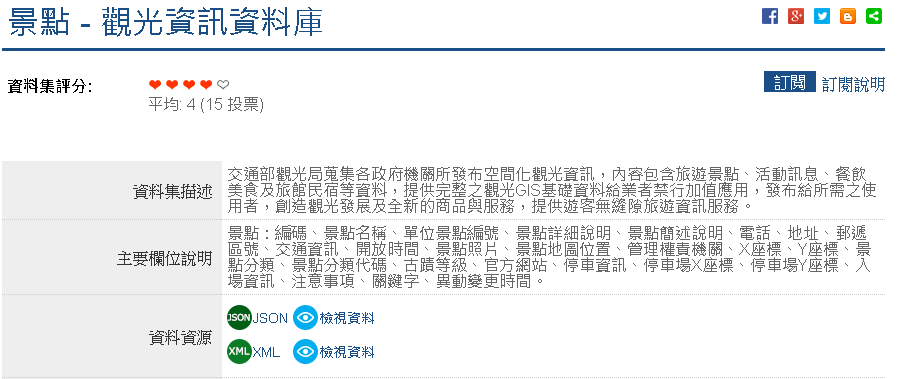 景點 - 觀光資訊資料庫
資料集評分:
訂閱 訂閱說明
平均: 4 (15 投票)
資料集描述
交通部觀光局蒐集各政府機關所發布空間化觀光資訊，內容包含旅遊景點、活動訊息、餐飲
美食及旅館民宿等資料，提供完整之觀光GIS基礎資料給業者禁行加值應用，發布給所需之使
用者，創造觀光發展及全新的商品與服務，提供遊客無縫隙旅遊資訊服務。
主要欄位說明
景點：編碼、景點名稱、單位景點編號、景點詳細說明、景點簡述說明、電話、地址、郵遞
區號、交通資訊、開放時間、景點照片、景點地圖位置、管理權責機關、X座標、Y座標、景
點分類、景點分類代碼、古蹟等級、官方網站、停車資訊、停車場X座標、停車場Y座標、入
場資訊、注意事項、關鍵字、異動變更時間。
資料資源
JSON JSON 檢視資料
XML XML 檢視資料